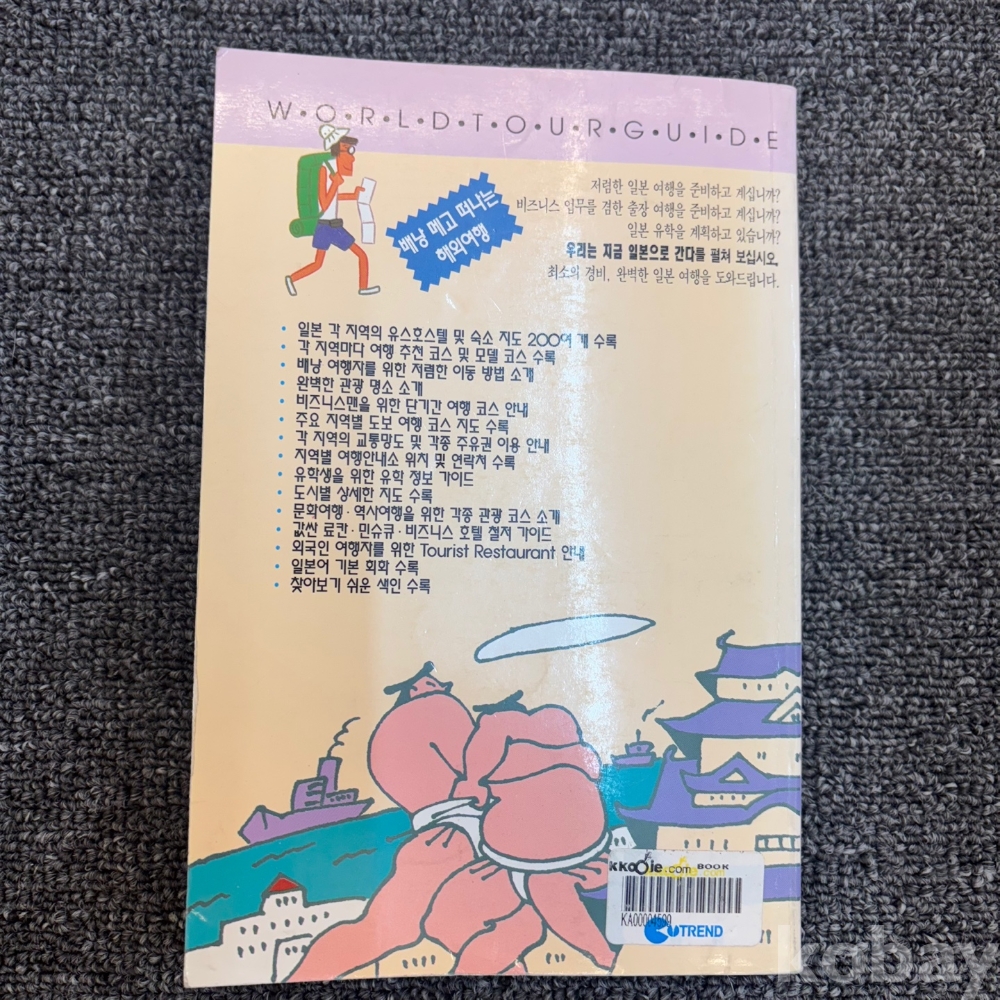 W·O·R·L·D·T·O·U·R·G·U·I·D·E
저렴한 일본 여행을 준비하고 계십니까?
비즈니스 업무를 겸한 출장 여행을 준비하고 계십니까?
일본 유학을 계획하고 있습니까?
우리는 지금 일본으로 간다를 펼쳐 보십시오.
최소의 경비, 완벽한 일본 여행을 도와드립니다.
배낭 메고 떠나는
해외여행
• 일본 각 지역의 유스호스텔 및 숙소 지도 200여 개 수록
• 각 지역마다 여행 추천 코스 및 모델 코스 수록
• 배낭 여행자를 위한 저렴한 이동 방법 소개
• 완벽한 관광 명소 소개
• 비즈니스맨을 위한 단기간 여행 코스 안내
• 주요 지역별 도보 여행 코스 지도 수록
• 각 지역의 교통망도 및 각종 주유권 이용 안내
• 지역별 여행안내소 위치 및 연락처 수록
• 유학생을 위한 유학 정보 가이드
• 도시별 상세한 지도 수록
• 문화여행·역사여행을 위한 각종 관광 코스 소개
• 값싼 료칸·민슈큐·비즈니스 호텔 철저 가이드
• 외국인 여행자를 위한 Tourist Restaurant 안내
• 일본어 기본 회화 수록
• 찾아보기 쉬운 색인 수록
kkooje.com BOOK
TREND
kabay